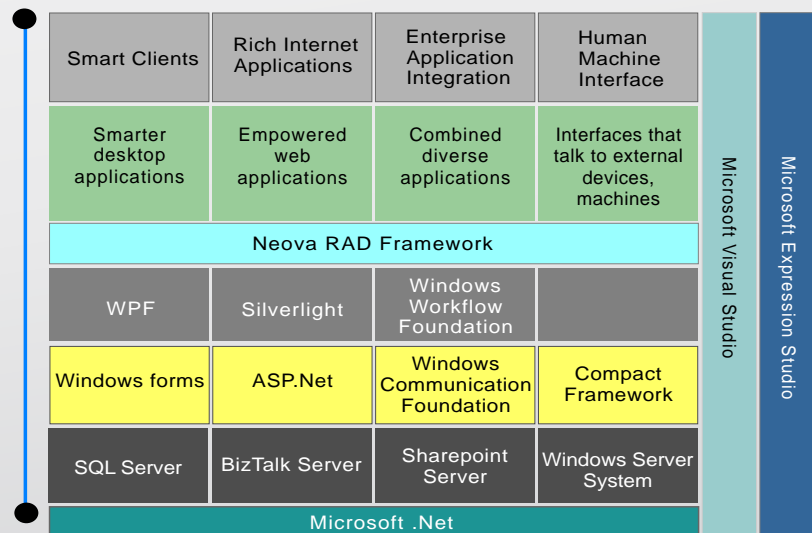 Smart Clients
Rich Internet
Applications
Enterprise
Application
Integration
Human
Machine
Interface
Smarter
desktop
applications
Empowered
web
applications
Combined
diverse
applications
Interfaces that
talk to external
devices,
machines
Neova RAD Framework
WPF
Silverlight
Windows
Workflow
Foundation
Windows forms
ASP.Net
Windows
Communication
Foundation
Compact
Framework
SQL Server
BizTalk Server
Sharepoint
Server
Windows Server
System
Microsoft .Net
Microsoft Visual Studio
Microsoft Expression Studio